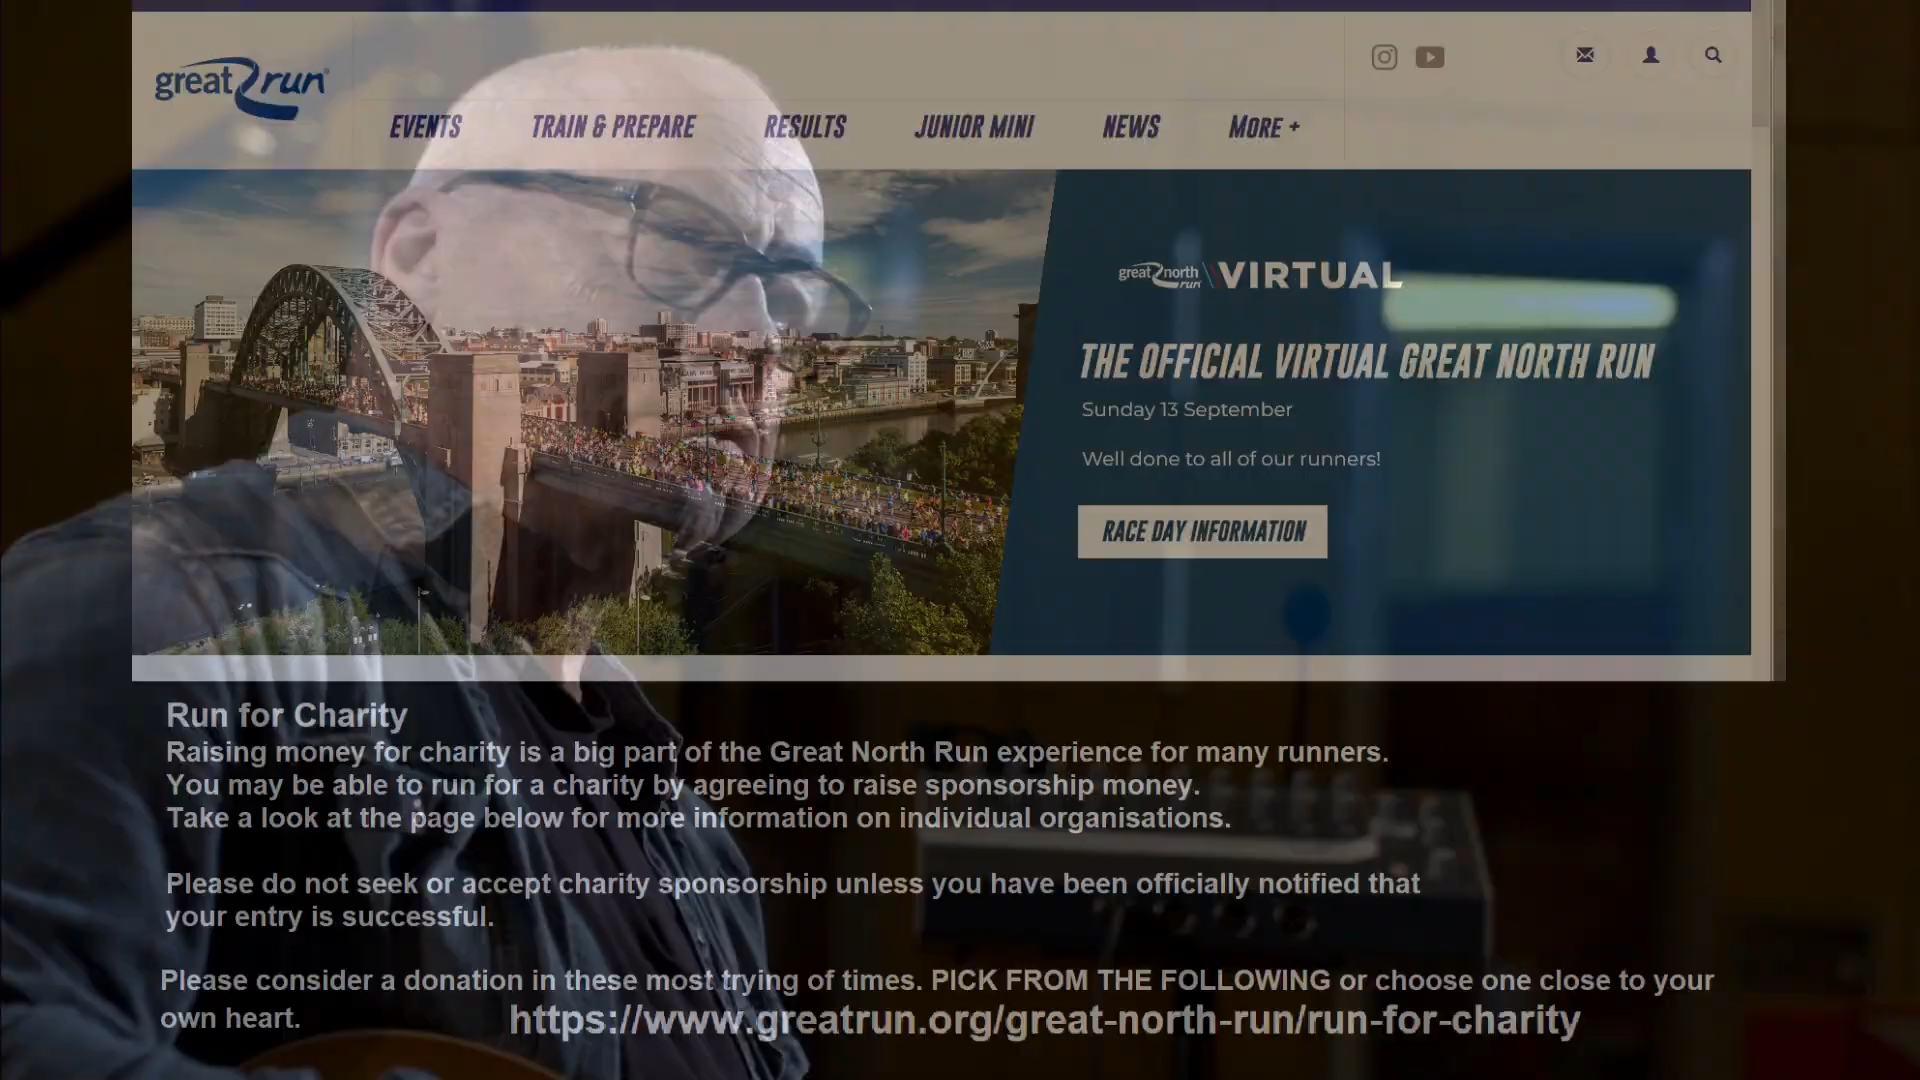 great run
EVENTS TRAIN & PREPARE RESULTS JUNIOR MINI NEWS MORE +
great north run VIRTUAL
THE OFFICIAL VIRTUAL GREAT NORTH RUN
Sunday 13 September
Well done to all of our runners!
RACE DAY INFORMATION
Run for Charity
Raising money for charity is a big part of the Great North Run experience for many runners.
You may be able to run for a charity by agreeing to raise sponsorship money.
Take a look at the page below for more information on individual organisations.
Please do not seek or accept charity sponsorship unless you have been officially notified that
your entry is successful.
Please consider a donation in these most trying of times. PICK FROM THE FOLLOWING or choose one close to your
own heart. https://www.greatrun.org/great-north-run/run-for-charity